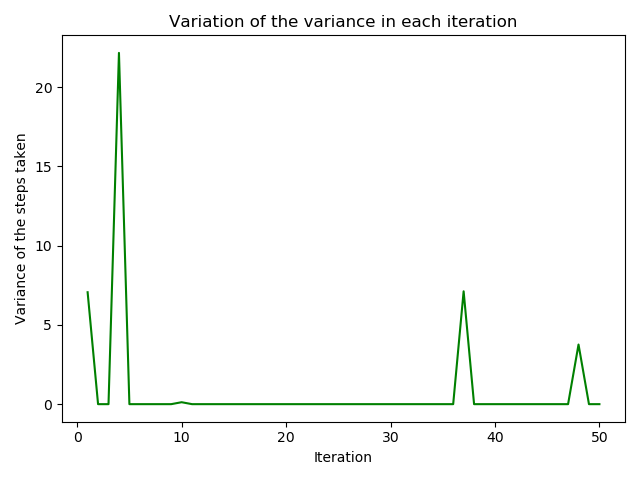 Variation of the variance in each iteration
Variance of the steps taken
20
15
10
5
0
0 10 20 30 40 50
Iteration